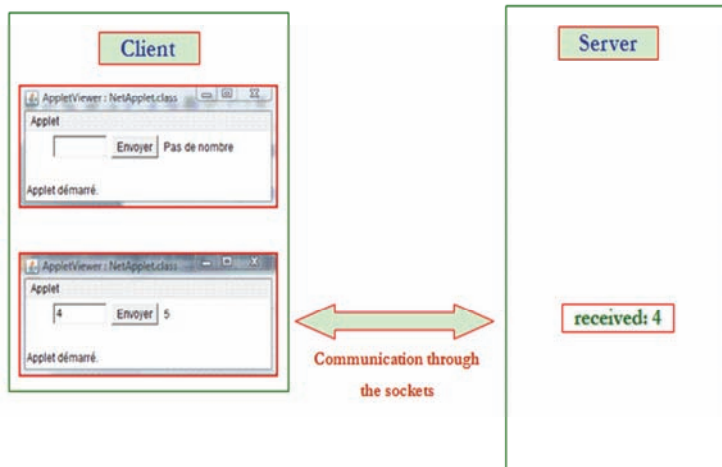 Client
Server
AppletViewer : NetApplet.class
Applet
Envoyer Pas de nombre
Applet démarré.
AppletViewer : NetApplet.class
Applet
4 Envoyer 5
Applet démarré.
received: 4
Communication through
the sockets